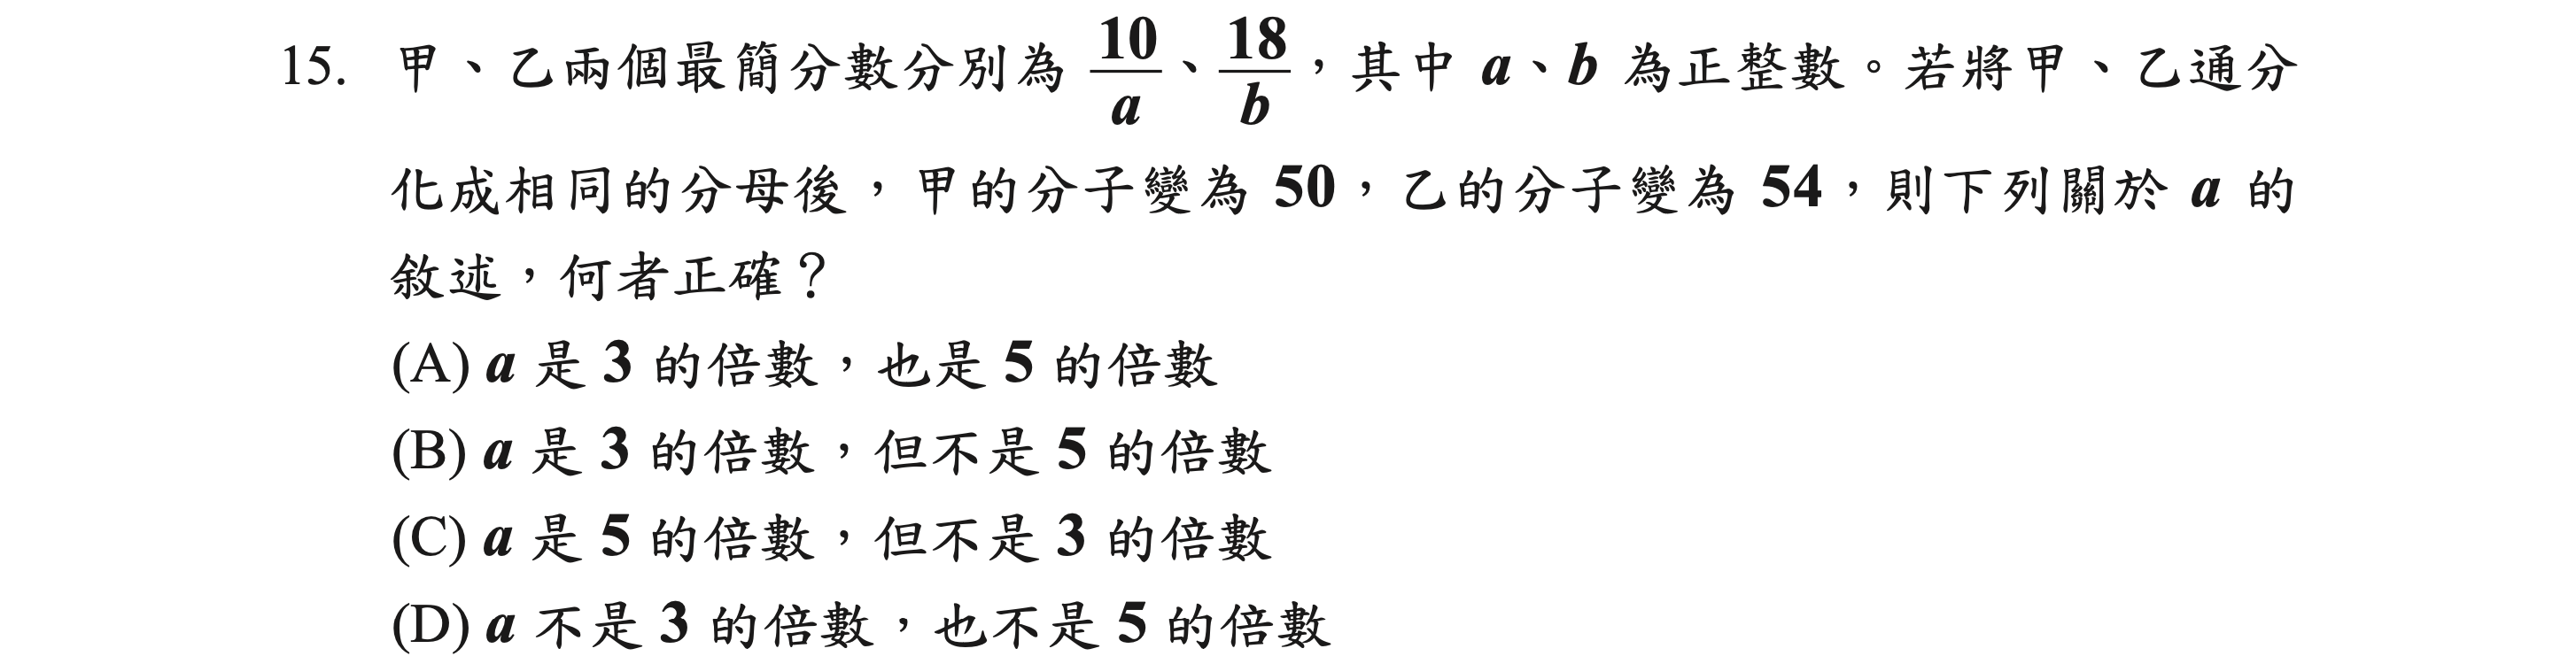 15. 甲、乙兩個最簡分數分別為 10/a、18/b，其中 a、b 為正整數。若將甲、乙通分
化成相同的分母後，甲的分子變為 50，乙的分子變為 54，則下列關於 a 的
敘述，何者正確？
(A) a 是 3 的倍數，也是 5 的倍數
(B) a 是 3 的倍數，但不是 5 的倍數
(C) a 是 5 的倍數，但不是 3 的倍數
(D) a 不是 3 的倍數，也不是 5 的倍數